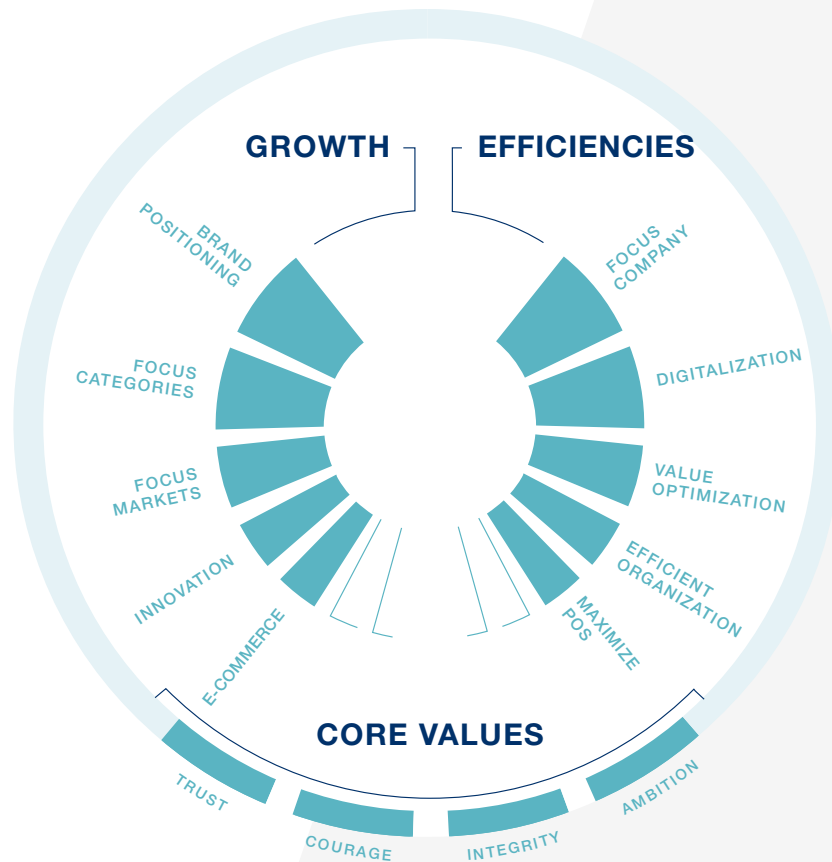 GROWTH
EFFICIENCIES
BRAND
POSITIONING
FOCUS
CATEGORIES
FOCUS
MARKETS
INNOVATION
E-COMMERCE
FOCUS
COMPANY
DIGITALIZATION
VALUE
OPTIMIZATION
EFFICIENT
ORGANIZATION
MAXIMIZE
POS
CORE VALUES
TRUST
COURAGE
INTEGRITY
AMBITION